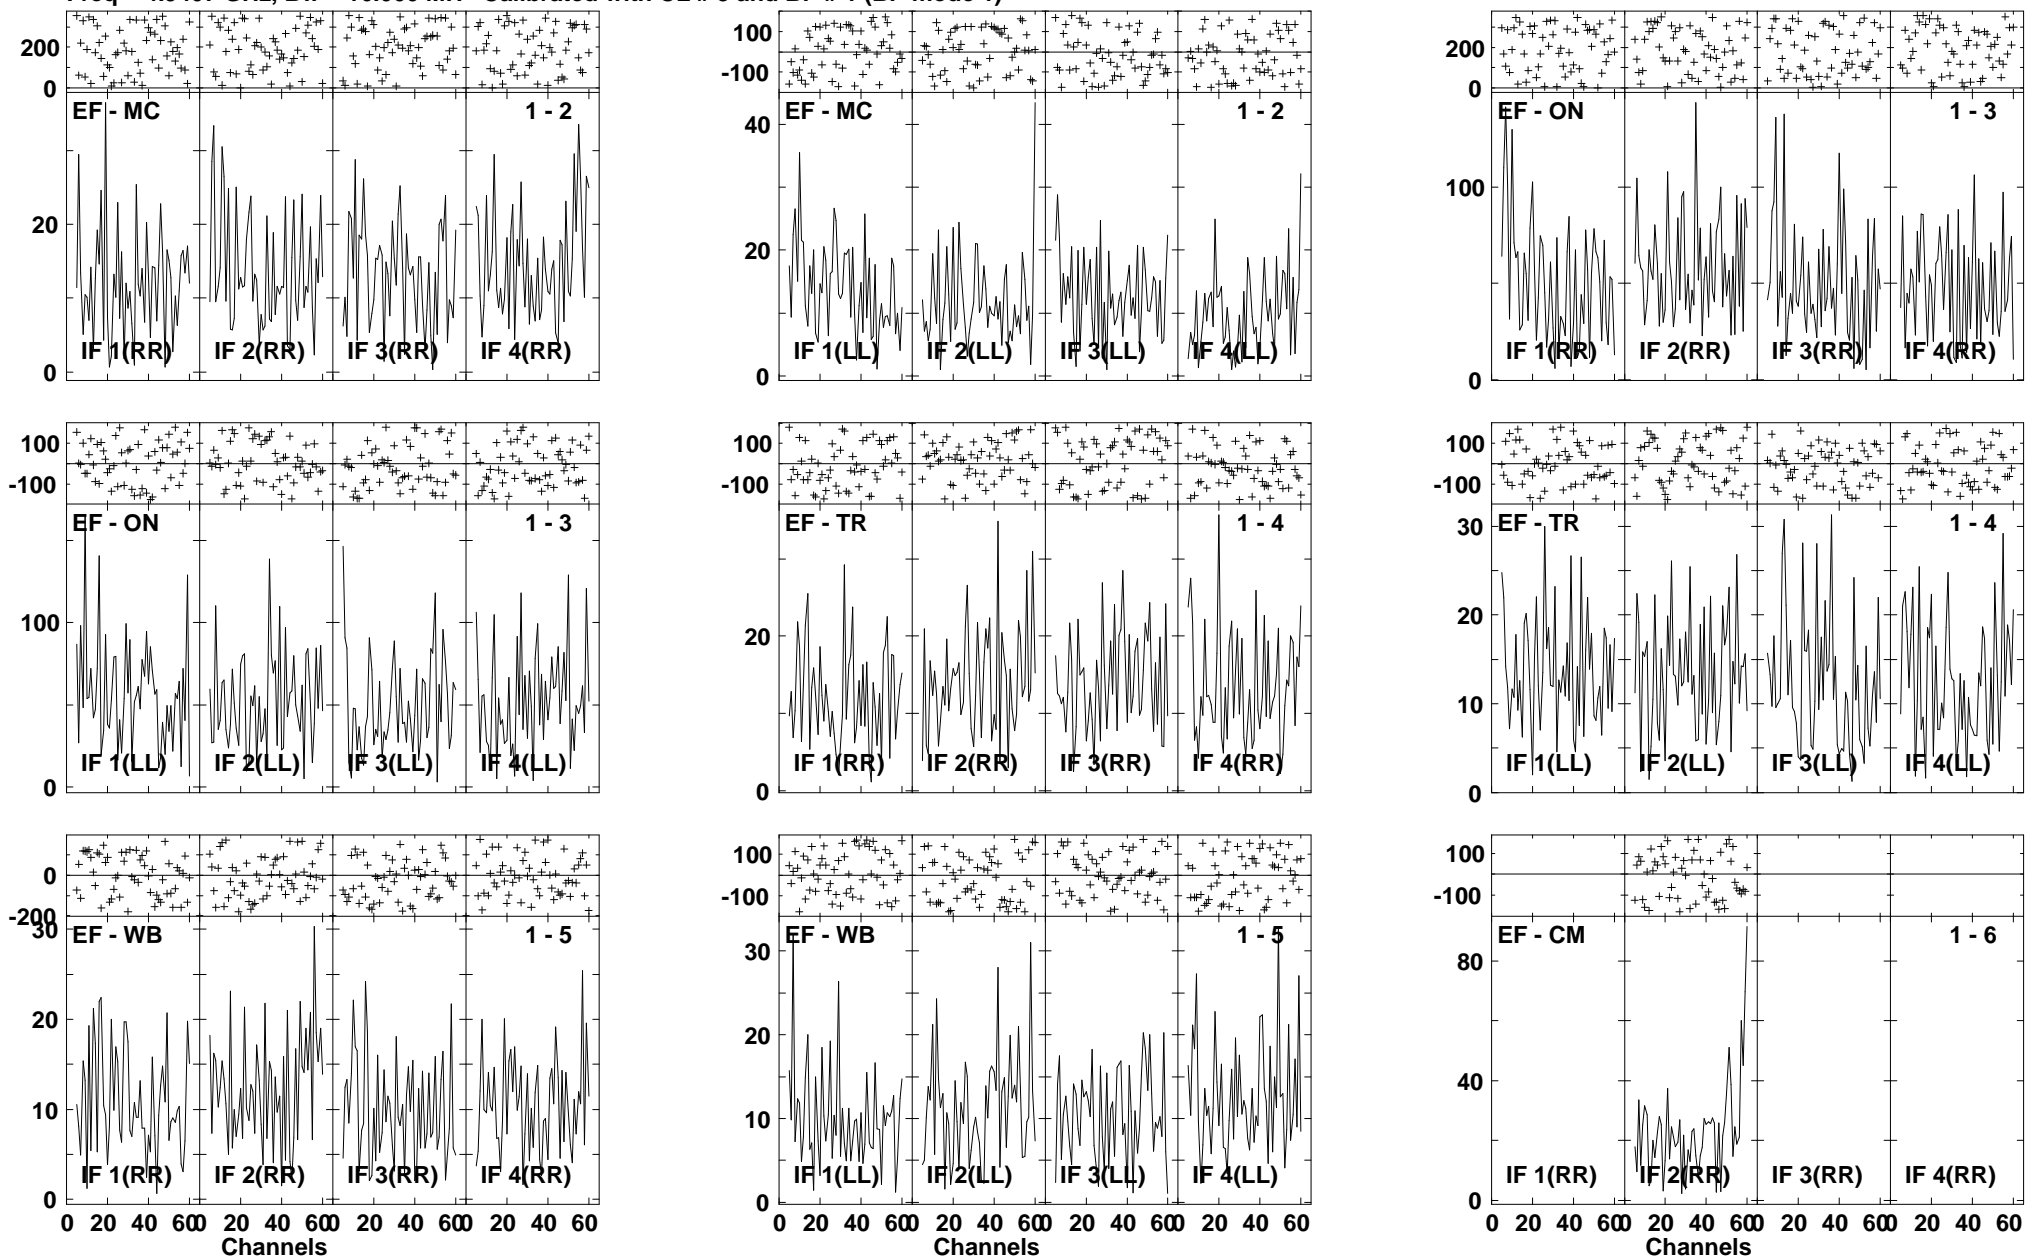 200
0
EF - MC
1 - 2
20
0
IF 1(RR)
IF 2(RR)
IF 3(RR)
IF 4(RR)
100
-100
EF - MC
1 - 2
40
20
0
IF 1(LL)
IF 2(LL)
IF 3(LL)
IF 4(LL)
200
0
EF - ON
1 - 3
100
0
IF 1(RR)
IF 2(RR)
IF 3(RR)
IF 4(RR)
100
-100
EF - ON
1 - 3
100
0
IF 1(LL)
IF 2(LL)
IF 3(LL)
IF 4(LL)
100
-100
EF - TR
1 - 4
20
0
IF 1(RR)
IF 2(RR)
IF 3(RR)
IF 4(RR)
100
-100
EF - TR
1 - 4
30
20
10
0
IF 1(LL)
IF 2(LL)
IF 3(LL)
IF 4(LL)
0
-200
EF - WB
1 - 5
30
20
10
0
IF 1(RR)
IF 2(RR)
IF 3(RR)
IF 4(RR)
0 20 40 60 0 20 40 60 0 20 40 60 0 20 40 60
Channels
100
-100
EF - WB
1 - 5
30
20
10
0
IF 1(LL)
IF 2(LL)
IF 3(LL)
IF 4(LL)
0 20 40 60 0 20 40 60 0 20 40 60 0 20 40 60
Channels
100
-100
EF - CM
1 - 6
80
40
0
IF 1(RR)
IF 2(RR)
IF 3(RR)
IF 4(RR)
0 20 40 60 0 20 40 60 0 20 40 60 0 20 40 60
Channels